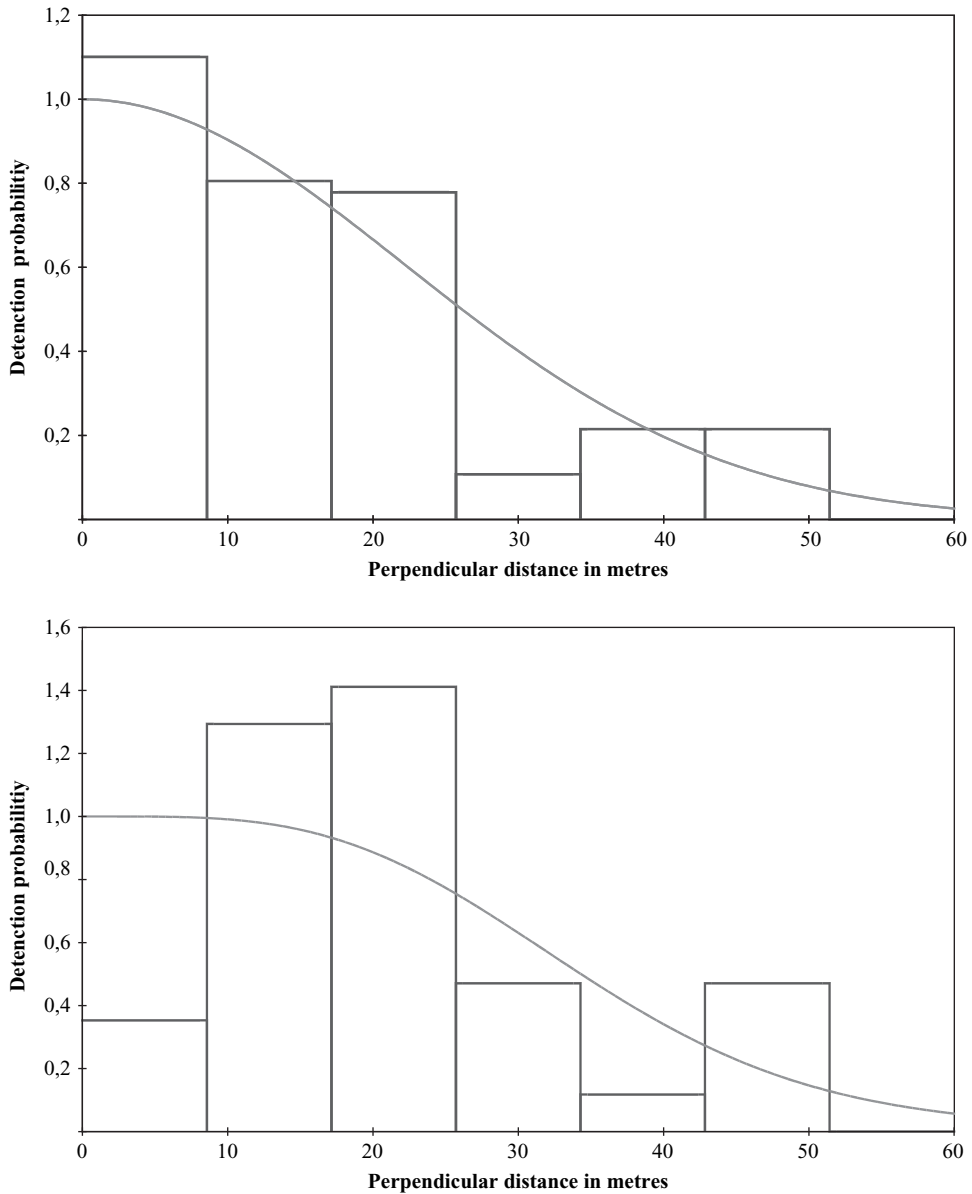 1,2
1,0
0,8
0,6
0,4
0,2
Detenction probabilitiy
0 10 20 30 40 50 60
Perpendicular distance in metres
1,6
1,4
1,2
1,0
0,8
0,6
0,4
0,2
Detenction probabilitiy
0 10 20 30 40 50 60
Perpendicular distance in metres